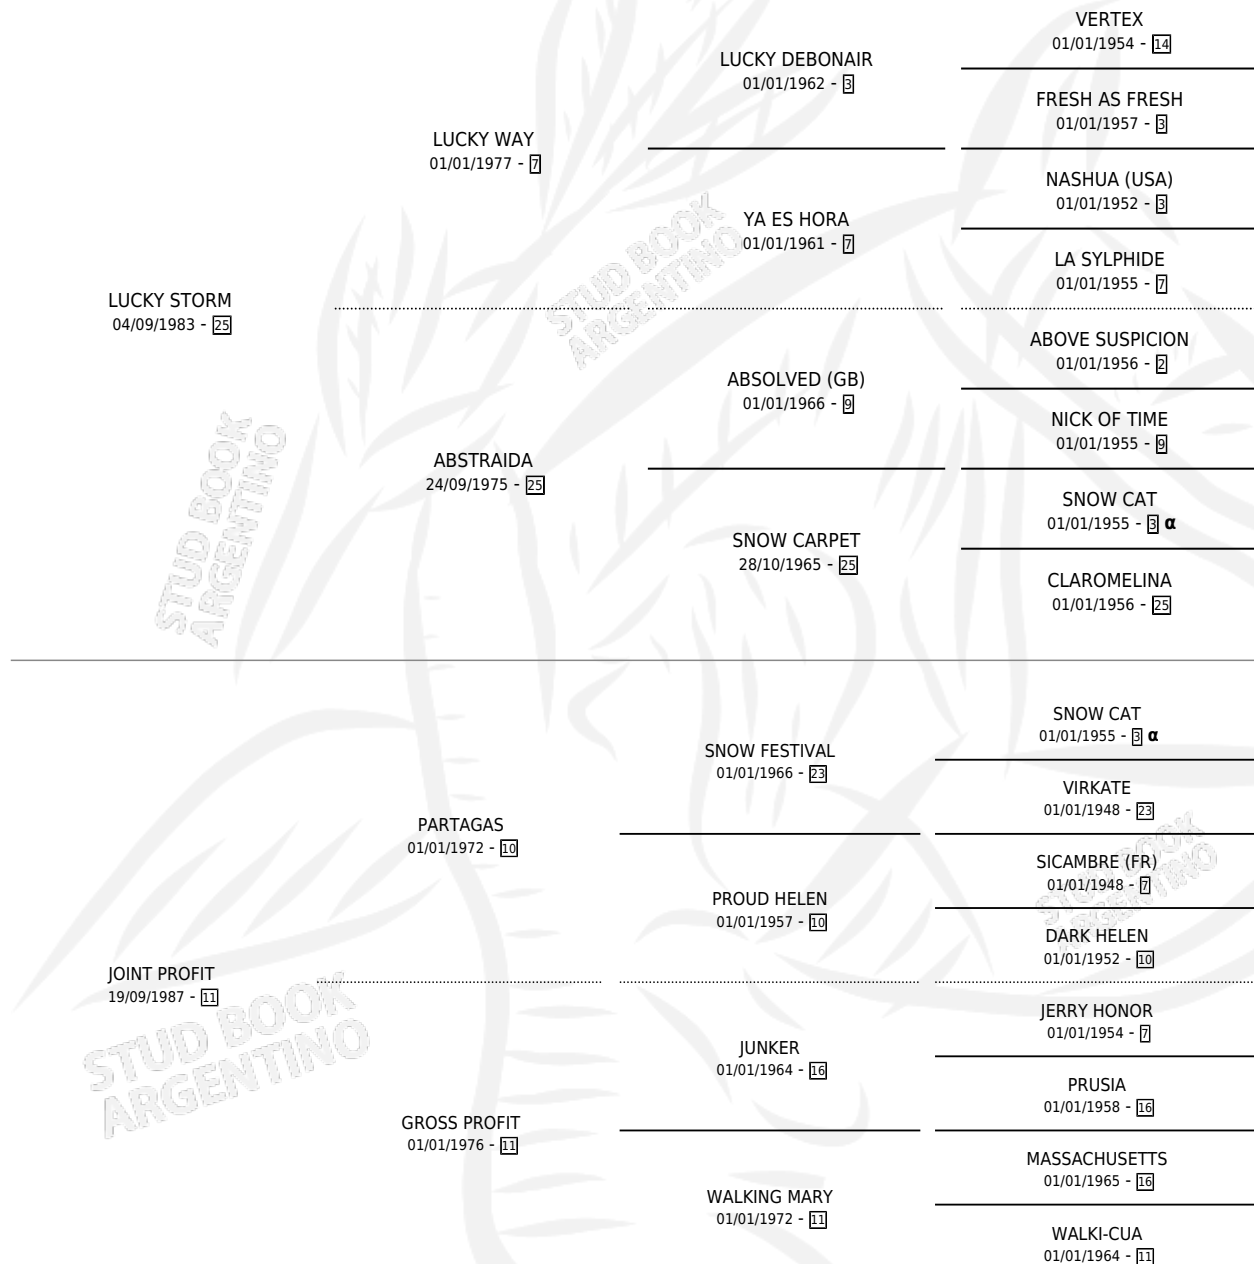 VERTEX
01/01/1954 - 14
LUCKY DEBONAIR
01/01/1962 - 3
FRESH AS FRESH
01/01/1957 - 3
LUCKY WAY
01/01/1977 - 7
NASHUA (USA)
01/01/1952 - 3
YA ES HORA
01/01/1961 - 7
LA SYLPHIDE
01/01/1955 - 7
LUCKY STORM
04/09/1983 - 25
ABOVE SUSPICION
01/01/1956 - 2
ABSOLVED (GB)
01/01/1966 - 9
NICK OF TIME
01/01/1955 - 9
ABSTRAIDA
24/09/1975 - 25
SNOW CAT
01/01/1955 - 3 α
SNOW CARPET
28/10/1965 - 25
CLAROMELINA
01/01/1956 - 25
SNOW CAT
01/01/1955 - 3 α
SNOW FESTIVAL
01/01/1966 - 23
VIRKATE
01/01/1948 - 23
PARTAGAS
01/01/1972 - 10
SICAMBRE (FR)
01/01/1948 - 7
PROUD HELEN
01/01/1957 - 10
DARK HELEN
01/01/1952 - 10
JOINT PROFIT
19/09/1987 - 11
JERRY HONOR
01/01/1954 - 7
JUNKER
01/01/1964 - 16
PRUSIA
01/01/1958 - 16
GROSS PROFIT
01/01/1976 - 11
MASSACHUSETTS
01/01/1965 - 16
WALKING MARY
01/01/1972 - 11
WALKI-CUA
01/01/1964 - 11
STUD BOOK
ARGENTINO
STUD BOOK
ARGENTINO
STUD BOOK
ARGENTINO
STUD BOOK
ARGENTINO